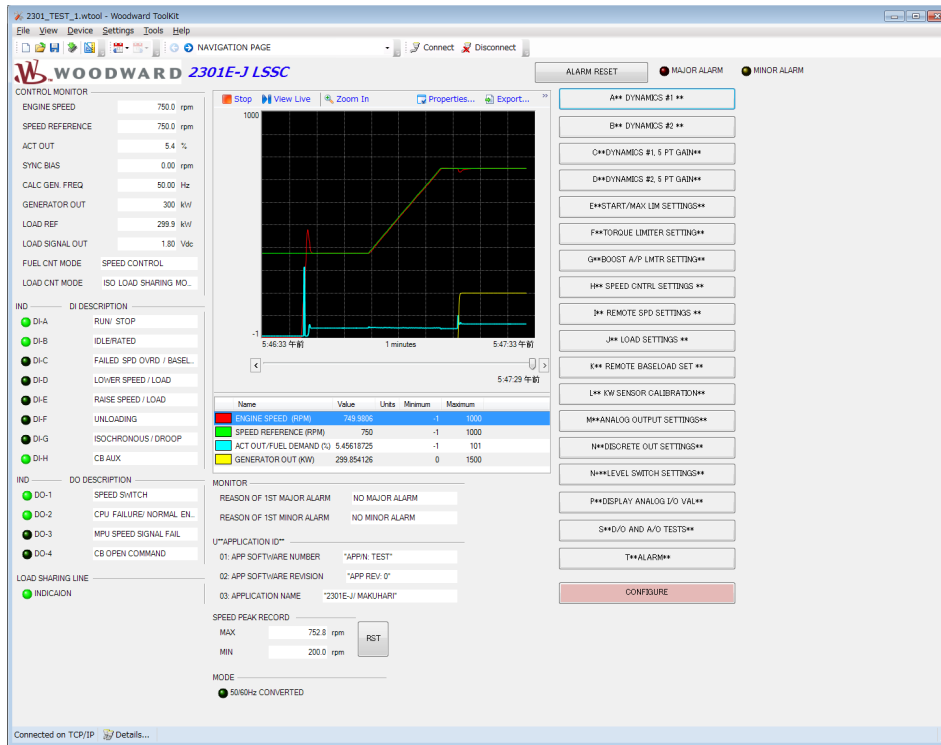 2301_TEST_1.wtool - Woodward ToolKit
File View Device Settings Tools Help
NAVIGATION PAGE Connect Disconnect
WOODWARD 2301E-J LSSC ALARM RESET MAJOR ALARM MINOR ALARM
CONTROL MONITOR
ENGINE SPEED 750.0 rpm
SPEED REFERENCE 750.0 rpm
ACT OUT 5.4 %
SYNC BIAS 0.00 rpm
CALC GEN. FREQ 50.00 Hz
GENERATOR OUT 300 kW
LOAD REF 299.9 kW
LOAD SIGNAL OUT 1.80 Vdc
FUEL CNT MODE SPEED CONTROL
LOAD CNT MODE ISO LOAD SHARING MO...
IND DI DESCRIPTION
DI-A RUN/ STOP
DI-B IDLE/RATED
DI-C FAILED SPD OVRD / BASEL...
DI-D LOWER SPEED / LOAD
DI-E RAISE SPEED / LOAD
DI-F UNLOADING
DI-G ISOCHRONOUS / DROOP
DI-H CB AUX
IND DO DESCRIPTION
DO-1 SPEED SWITCH
DO-2 CPU FAILURE/ NORMAL EN...
DO-3 MPU SPEED SIGNAL FAIL
DO-4 CB OPEN COMMAND
LOAD SHARING LINE
INDICAION
Stop View Live Zoom In Properties... Export... »
1000
-1
5:46:33 午前 1 minutes 5:47:33 午前
5:47:29 午前
Name Value Units Minimum Maximum
ENGINE SPEED (RPM) 749.9806 -1 1000
SPEED REFERENCE (RPM) 750 -1 1000
ACT OUT/FUEL DEMAND (%) 5.45618725 -1 101
GENERATOR OUT (KW) 299.854126 0 1500
MONITOR
REASON OF 1ST MAJOR ALARM NO MAJOR ALARM
REASON OF 1ST MINOR ALARM NO MINOR ALARM
U**APPLICATION ID**
01: APP SOFTWARE NUMBER "APP/N: TEST"
02: APP SOFTWARE REVISION "APP REV: 0"
03: APPLICATION NAME "2301E-J/ MAKUHARI"
SPEED PEAK RECORD
MAX 752.8 rpm
MIN 200.0 rpm
RST
MODE
50/60Hz CONVERTED
A** DYNAMICS #1 **
B** DYNAMICS #2 **
C**DYNAMICS #1, 5 PT GAIN**
D**DYNAMICS #2, 5 PT GAIN**
E**START/MAX LIM SETTINGS**
F**TORQUE LIMITER SETTING**
G**BOOST A/P LMTR SETTING**
H** SPEED CNTRL SETTINGS **
I** REMOTE SPD SETTINGS **
J** LOAD SETTINGS **
K** REMOTE BASELOAD SET **
L** KW SENSOR CALIBRATION**
M**ANALOG OUTPUT SETTINGS**
N**DISCRETE OUT SETTINGS**
N+**LEVEL SWITCH SETTINGS**
P**DISPLAY ANALOG I/O VAL**
S**D/O AND A/O TESTS**
T**ALARM**
CONFIGURE
Connected on TCP/IP Details...